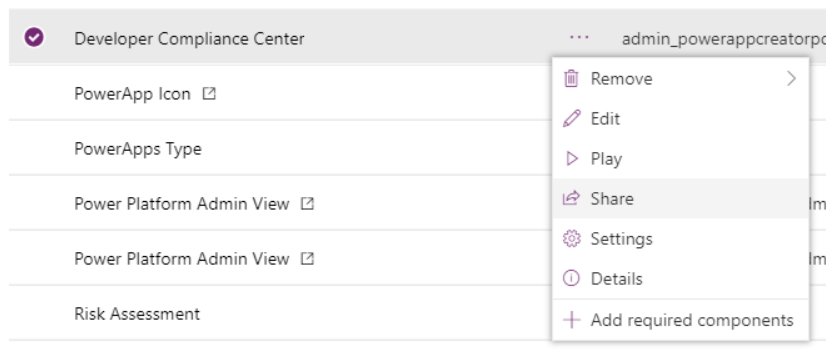 Developer Compliance Center ... admin_powerappcreatorpo
Remove
PowerApp Icon
Edit
PowerApps Type
Play
Power Platform Admin View
Share
Settings
Power Platform Admin View
Details
Risk Assessment
Add required components